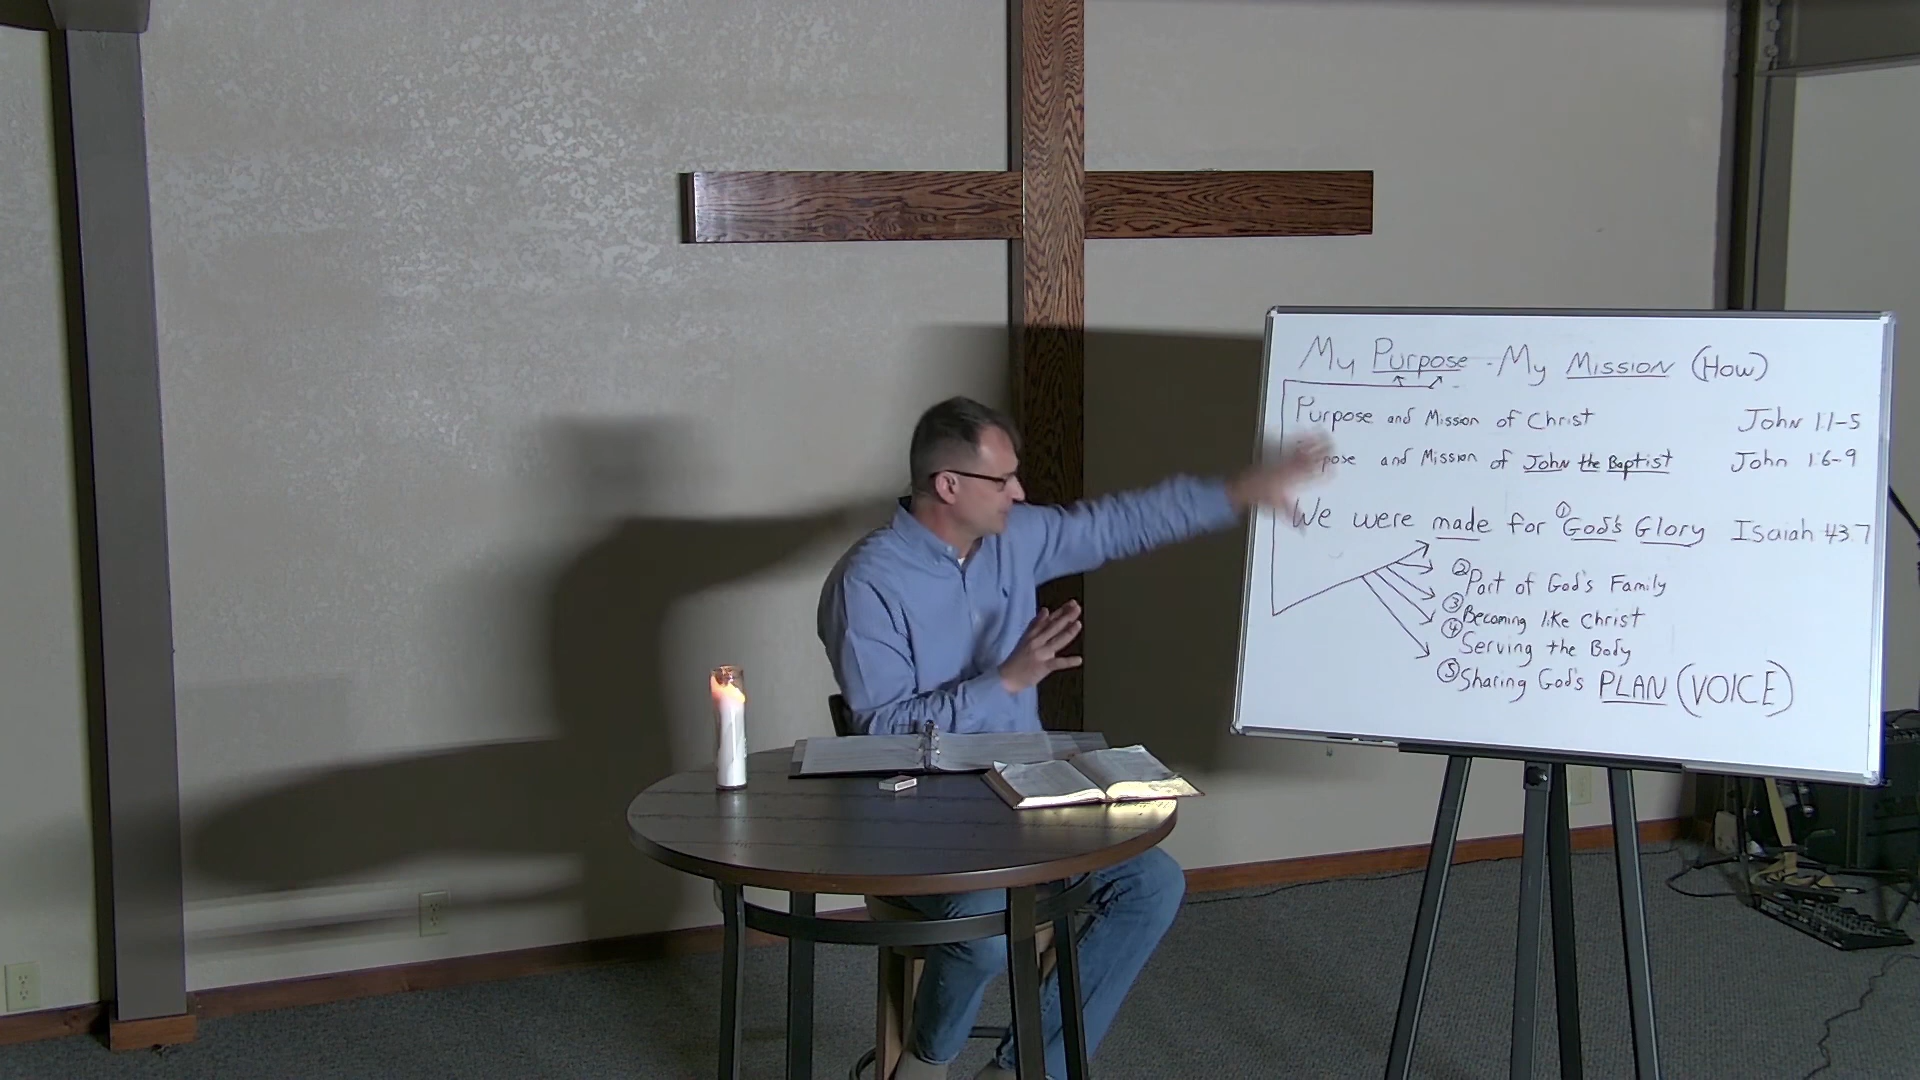 My Purpose - My Mission (How)
Purpose and Mission of Christ John 1:1-5
and Mission of John the Baptist John 1:6-9
We were made for ① God's Glory Isaiah 43:7
② Part of God's Family
③ Becoming like Christ
④ Serving the Body
⑤ Sharing God's PLAN (VOICE)